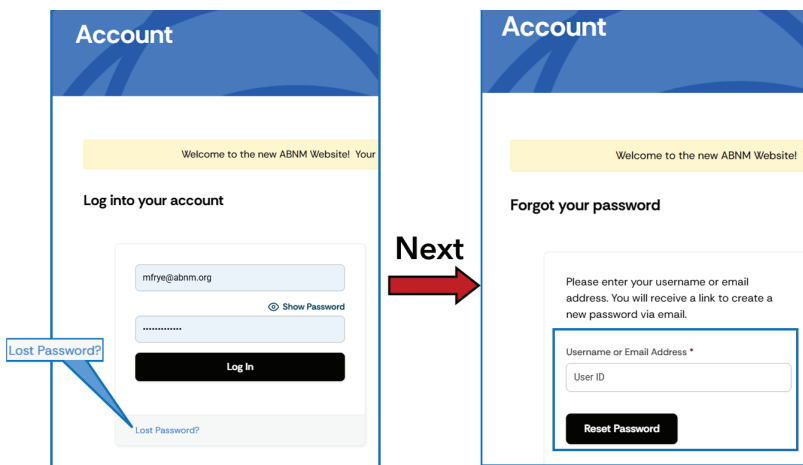 Account
Welcome to the new ABNM Website! Your
Log into your account
mfrye@abnm.org
Show Password
•••••••••••••
Log In
Lost Password?
Lost Password?
Next
Account
Welcome to the new ABNM Website!
Forgot your password
Please enter your username or email
address. You will receive a link to create a
new password via email.
Username or Email Address *
User ID
Reset Password